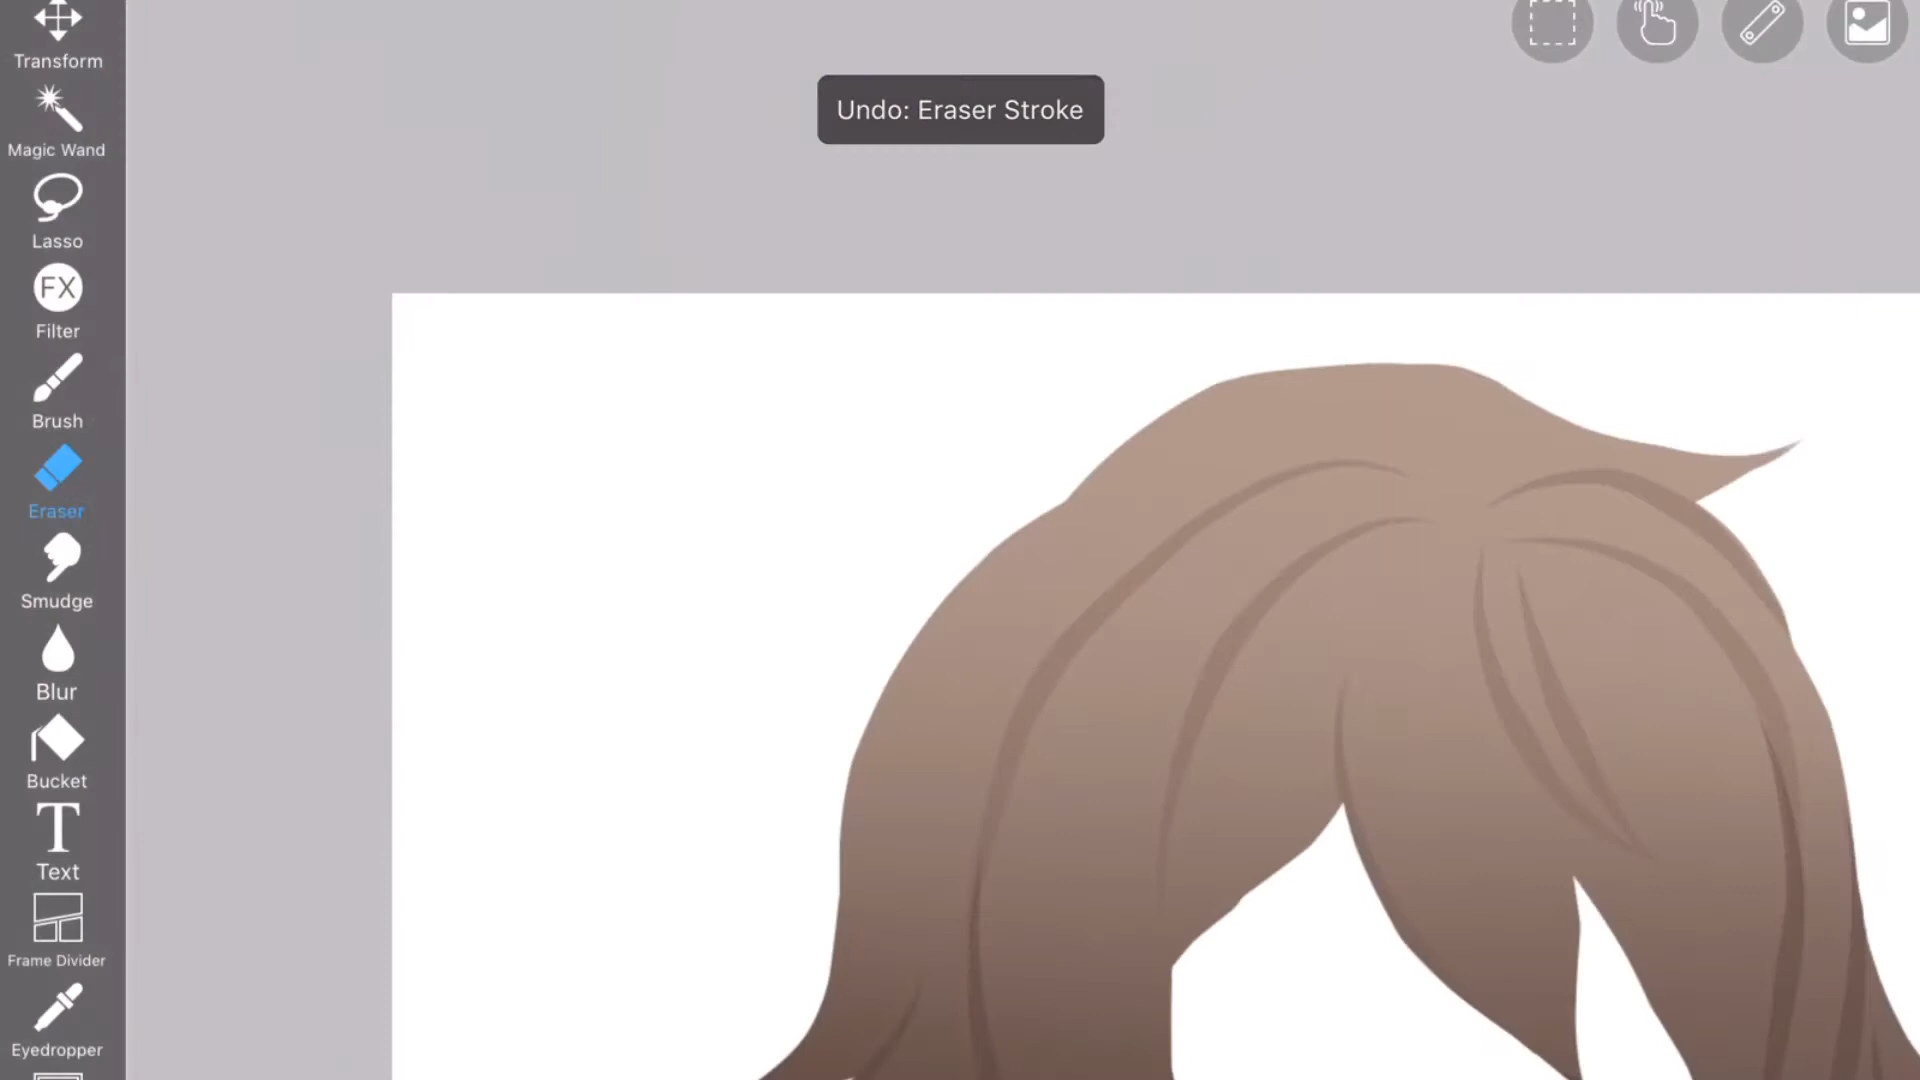 Transform
Undo: Eraser Stroke
Magic Wand
Lasso
FX
Filter
Brush
Eraser
Smudge
Blur
Bucket
T
Text
Frame Divider
Eyedropper